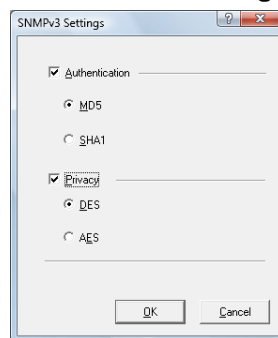 SNMPv3 Settings
Authentication
MD5
SHA1
Privacy
DES
AES
OK Cancel